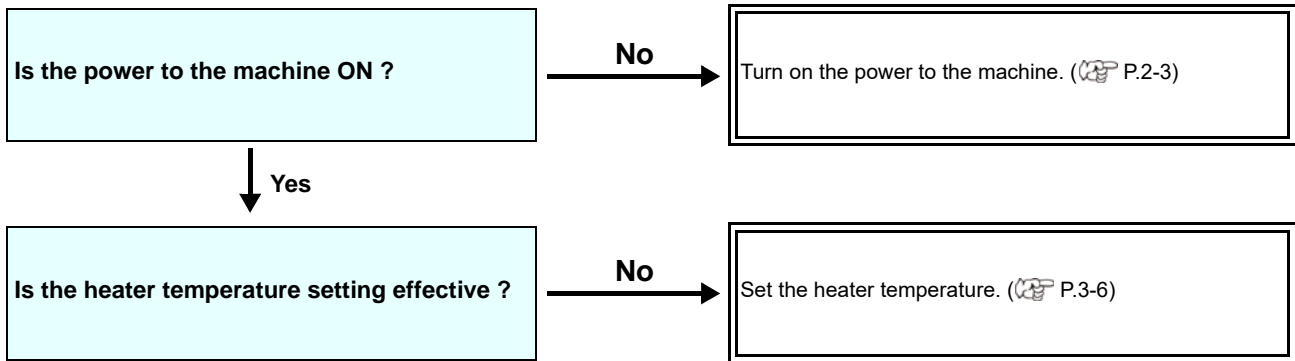 Is the power to the machine ON ?
No
Turn on the power to the machine. ( P.2-3)
Yes
Is the heater temperature setting effective ?
No
Set the heater temperature. ( P.3-6)